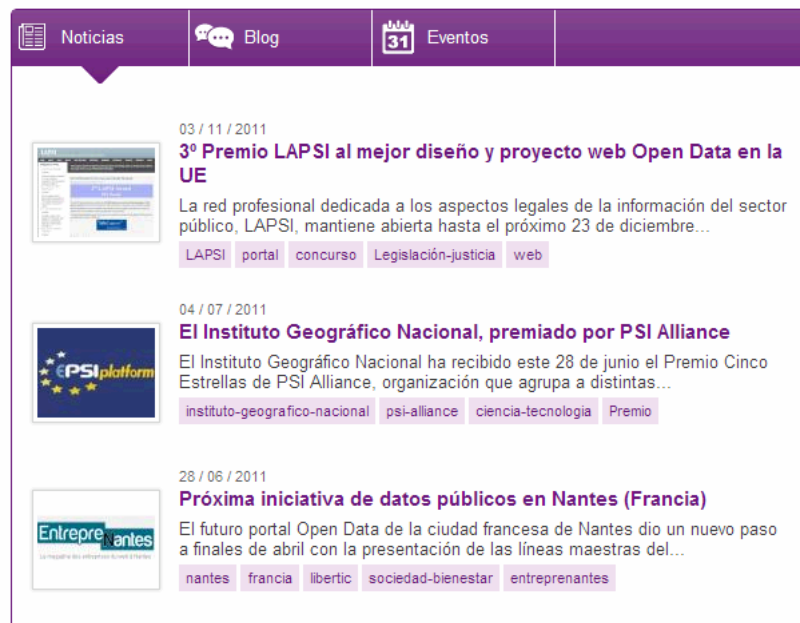 Noticias
Blog
31
Eventos
03 / 11 / 2011
3º Premio LAPSI al mejor diseño y proyecto web Open Data en la
UE
La red profesional dedicada a los aspectos legales de la información del sector
público, LAPSI, mantiene abierta hasta el próximo 23 de diciembre...
LAPSI portal concurso Legislación-justicia web
04 / 07 / 2011
El Instituto Geográfico Nacional, premiado por PSI Alliance
ePSIplatform
El Instituto Geográfico Nacional ha recibido este 28 de junio el Premio Cinco
Estrellas de PSI Alliance, organización que agrupa a distintas...
instituto-geografico-nacional psi-alliance ciencia-tecnologia Premio
28 / 06 / 2011
Próxima iniciativa de datos públicos en Nantes (Francia)
EntrepreNantes
El futuro portal Open Data de la ciudad francesa de Nantes dio un nuevo paso
a finales de abril con la presentación de las líneas maestras del...
nantes francia libertic sociedad-bienestar entreprenantes